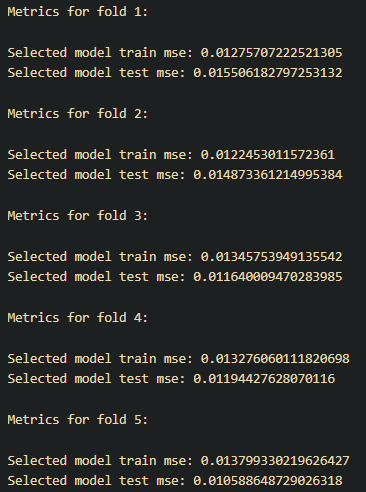 Metrics for fold 1:
Selected model train mse: 0.01275707222521305
Selected model test mse: 0.015506182797253132
Metrics for fold 2:
Selected model train mse: 0.0122453011572361
Selected model test mse: 0.014873361214995384
Metrics for fold 3:
Selected model train mse: 0.01345753949135542
Selected model test mse: 0.011640009470283985
Metrics for fold 4:
Selected model train mse: 0.013276060111820698
Selected model test mse: 0.01194427628070116
Metrics for fold 5:
Selected model train mse: 0.013799330219626427
Selected model test mse: 0.010588648729026318